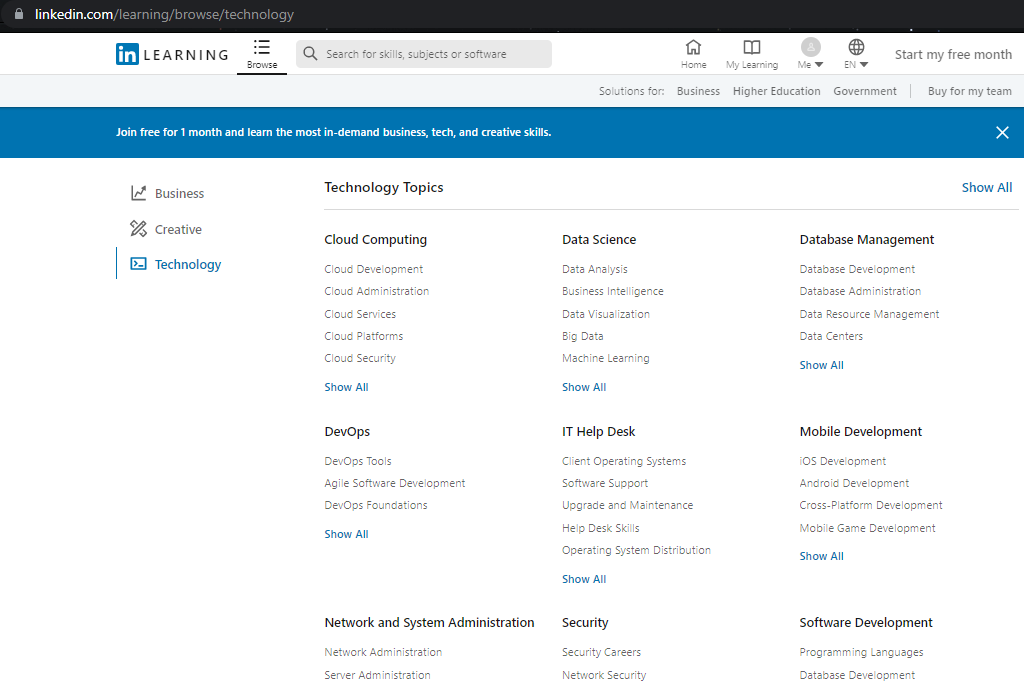 linkedin.com/learning/browse/technology
in LEARNING
Browse
Search for skills, subjects or software
Home
My Learning
Me
EN
Start my free month
Solutions for: Business Higher Education Government Buy for my team
Join free for 1 month and learn the most in-demand business, tech, and creative skills.
Business
Creative
Technology
Technology Topics
Show All
Cloud Computing
Cloud Development
Cloud Administration
Cloud Services
Cloud Platforms
Cloud Security
Show All
Data Science
Data Analysis
Business Intelligence
Data Visualization
Big Data
Machine Learning
Show All
Database Management
Database Development
Database Administration
Data Resource Management
Data Centers
Show All
DevOps
DevOps Tools
Agile Software Development
DevOps Foundations
Show All
IT Help Desk
Client Operating Systems
Software Support
Upgrade and Maintenance
Help Desk Skills
Operating System Distribution
Show All
Mobile Development
iOS Development
Android Development
Cross-Platform Development
Mobile Game Development
Show All
Network and System Administration
Network Administration
Server Administration
Security
Security Careers
Network Security
Software Development
Programming Languages
Database Development